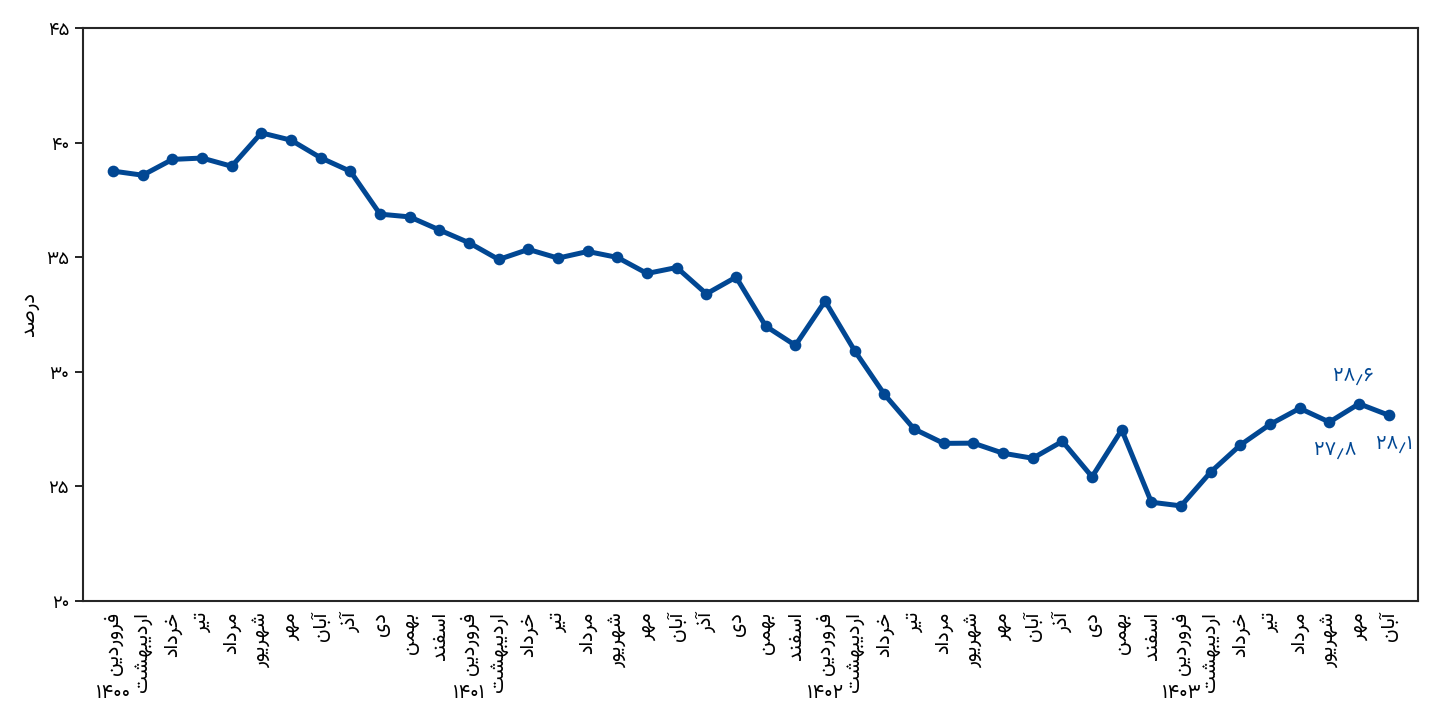 ۴۵
۴۰
۳۵
۳۰
۲۵
۲۰
درصد
۲۸٫۶
۲۷٫۸
۲۸٫۱
فروردین
اردیبهشت
خرداد
تیر
مرداد
شهریور
مهر
آبان
آذر
دی
بهمن
اسفند
فروردین
اردیبهشت
خرداد
تیر
مرداد
شهریور
مهر
آبان
آذر
دی
بهمن
اسفند
فروردین
اردیبهشت
خرداد
تیر
مرداد
شهریور
مهر
آبان
آذر
دی
بهمن
اسفند
فروردین
اردیبهشت
خرداد
تیر
مرداد
شهریور
مهر
آبان
۱۴۰۰
۱۴۰۱
۱۴۰۲
۱۴۰۳